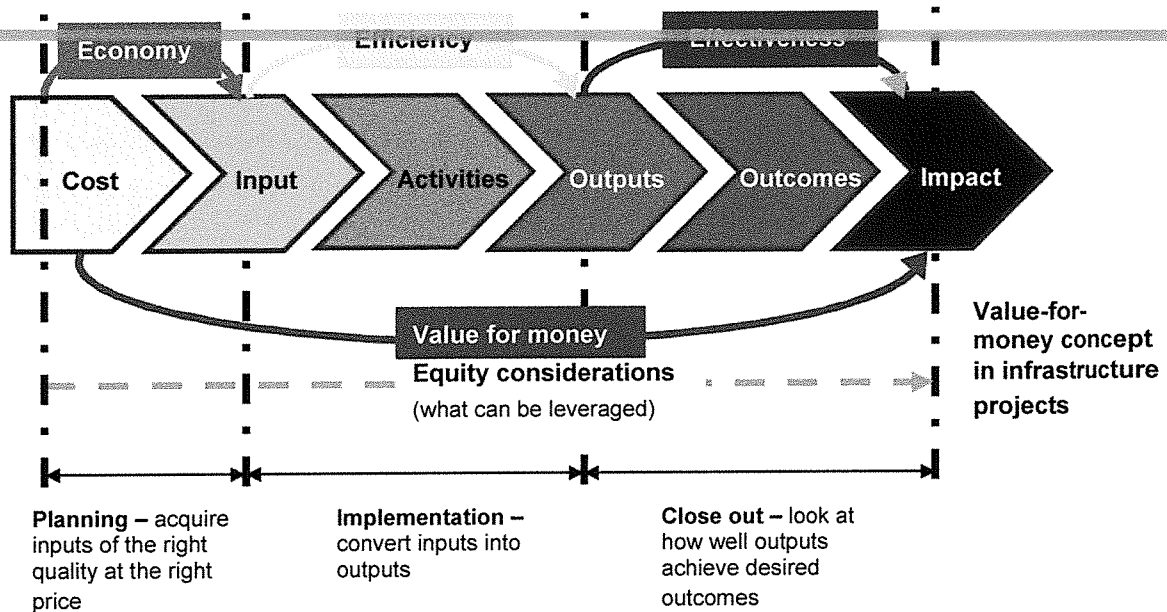 Economy
Efficiency
Effectiveness
Cost
Input
Activities
Outputs
Outcomes
Impact
Value for money
Equity considerations
(what can be leveraged)
Value-for-
money concept
in infrastructure
projects
Planning – acquire
inputs of the right
quality at the right
price
Implementation –
convert inputs into
outputs
Close out – look at
how well outputs
achieve desired
outcomes